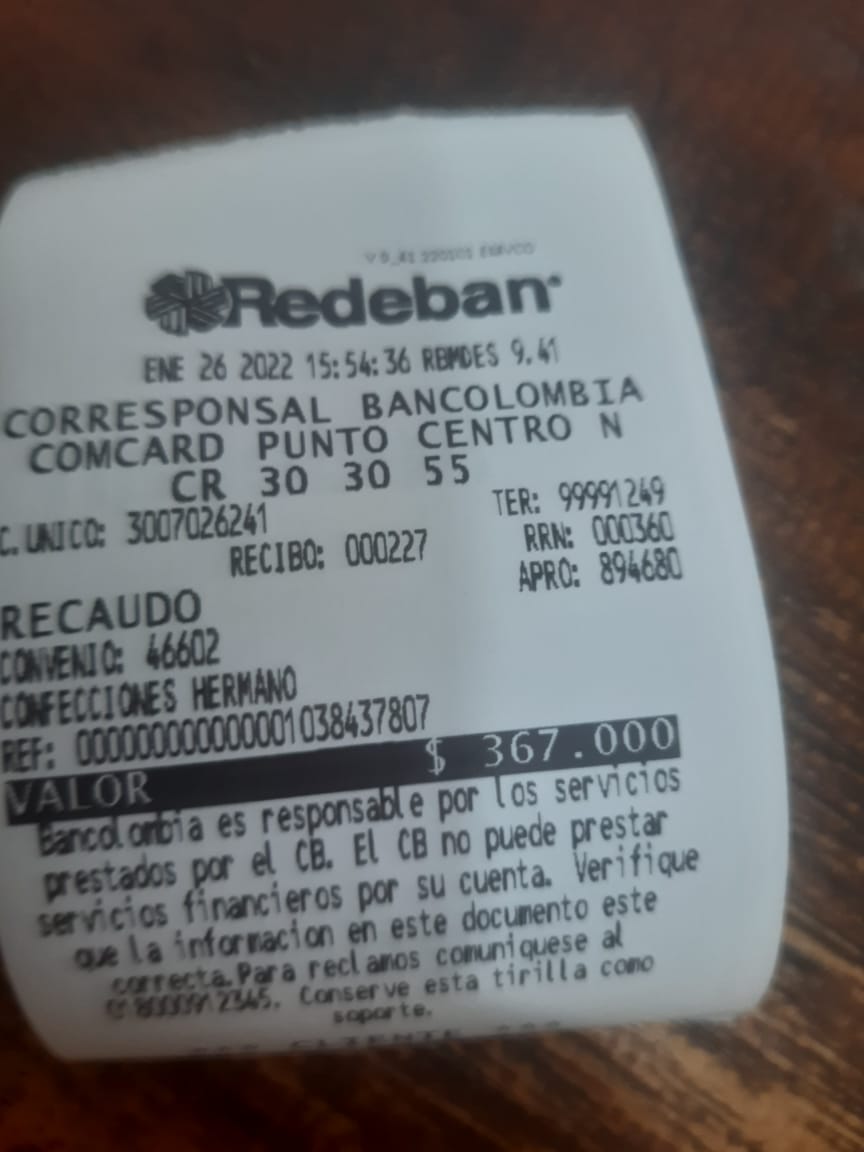 Redeban
ENE 26 2022 15:54:36 RBMDES 9.41
CORRESPONSAL BANCOLOMBIA
COMCARD PUNTO CENTRO N
CR 30 30 55
C. UNICO: 3007026241 TER: 99991249
RECIBO: 000227 RRN: 000360
APRO: 894680
RECAUDO
CONVENIO: 46602
CONFECCIONES HERMANO
REF: 00000000000001038437807
VALOR $ 367.000
Bancolombia es responsable por los servicios
prestados por el CB. El CB no puede prestar
servicios financieros por su cuenta. Verifique
que la informacion en este documento este
correcta. Para reclamos comuniquese al
018000912345. Conserve esta tirilla como
soporte.
*** CLIENTE ***